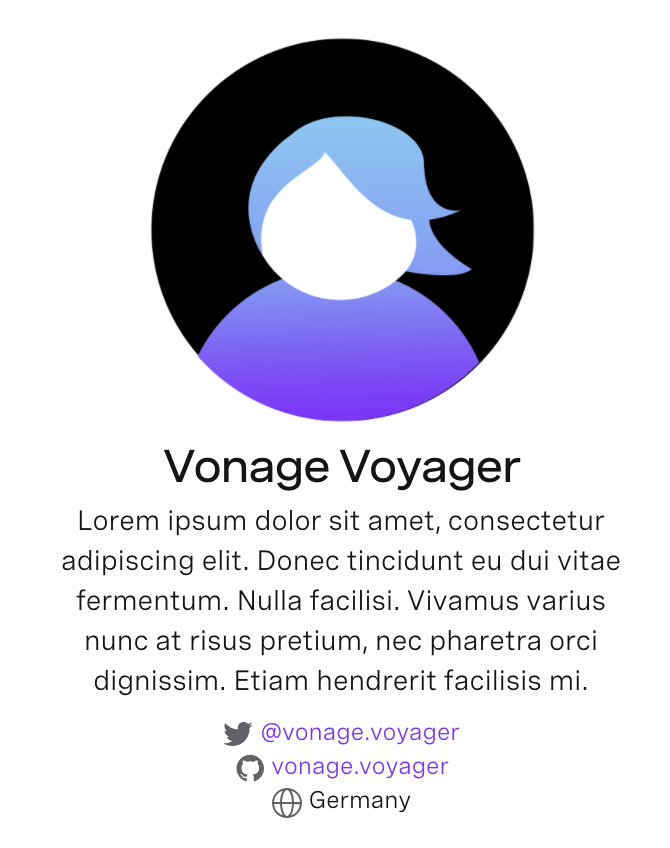 Vonage Voyager
Lorem ipsum dolor sit amet, consectetur
adipiscing elit. Donec tincidunt eu dui vitae
fermentum. Nulla facilisi. Vivamus varius
nunc at risus pretium, nec pharetra orci
dignissim. Etiam hendrerit facilisis mi.
@vonage.voyager
vonage.voyager
Germany